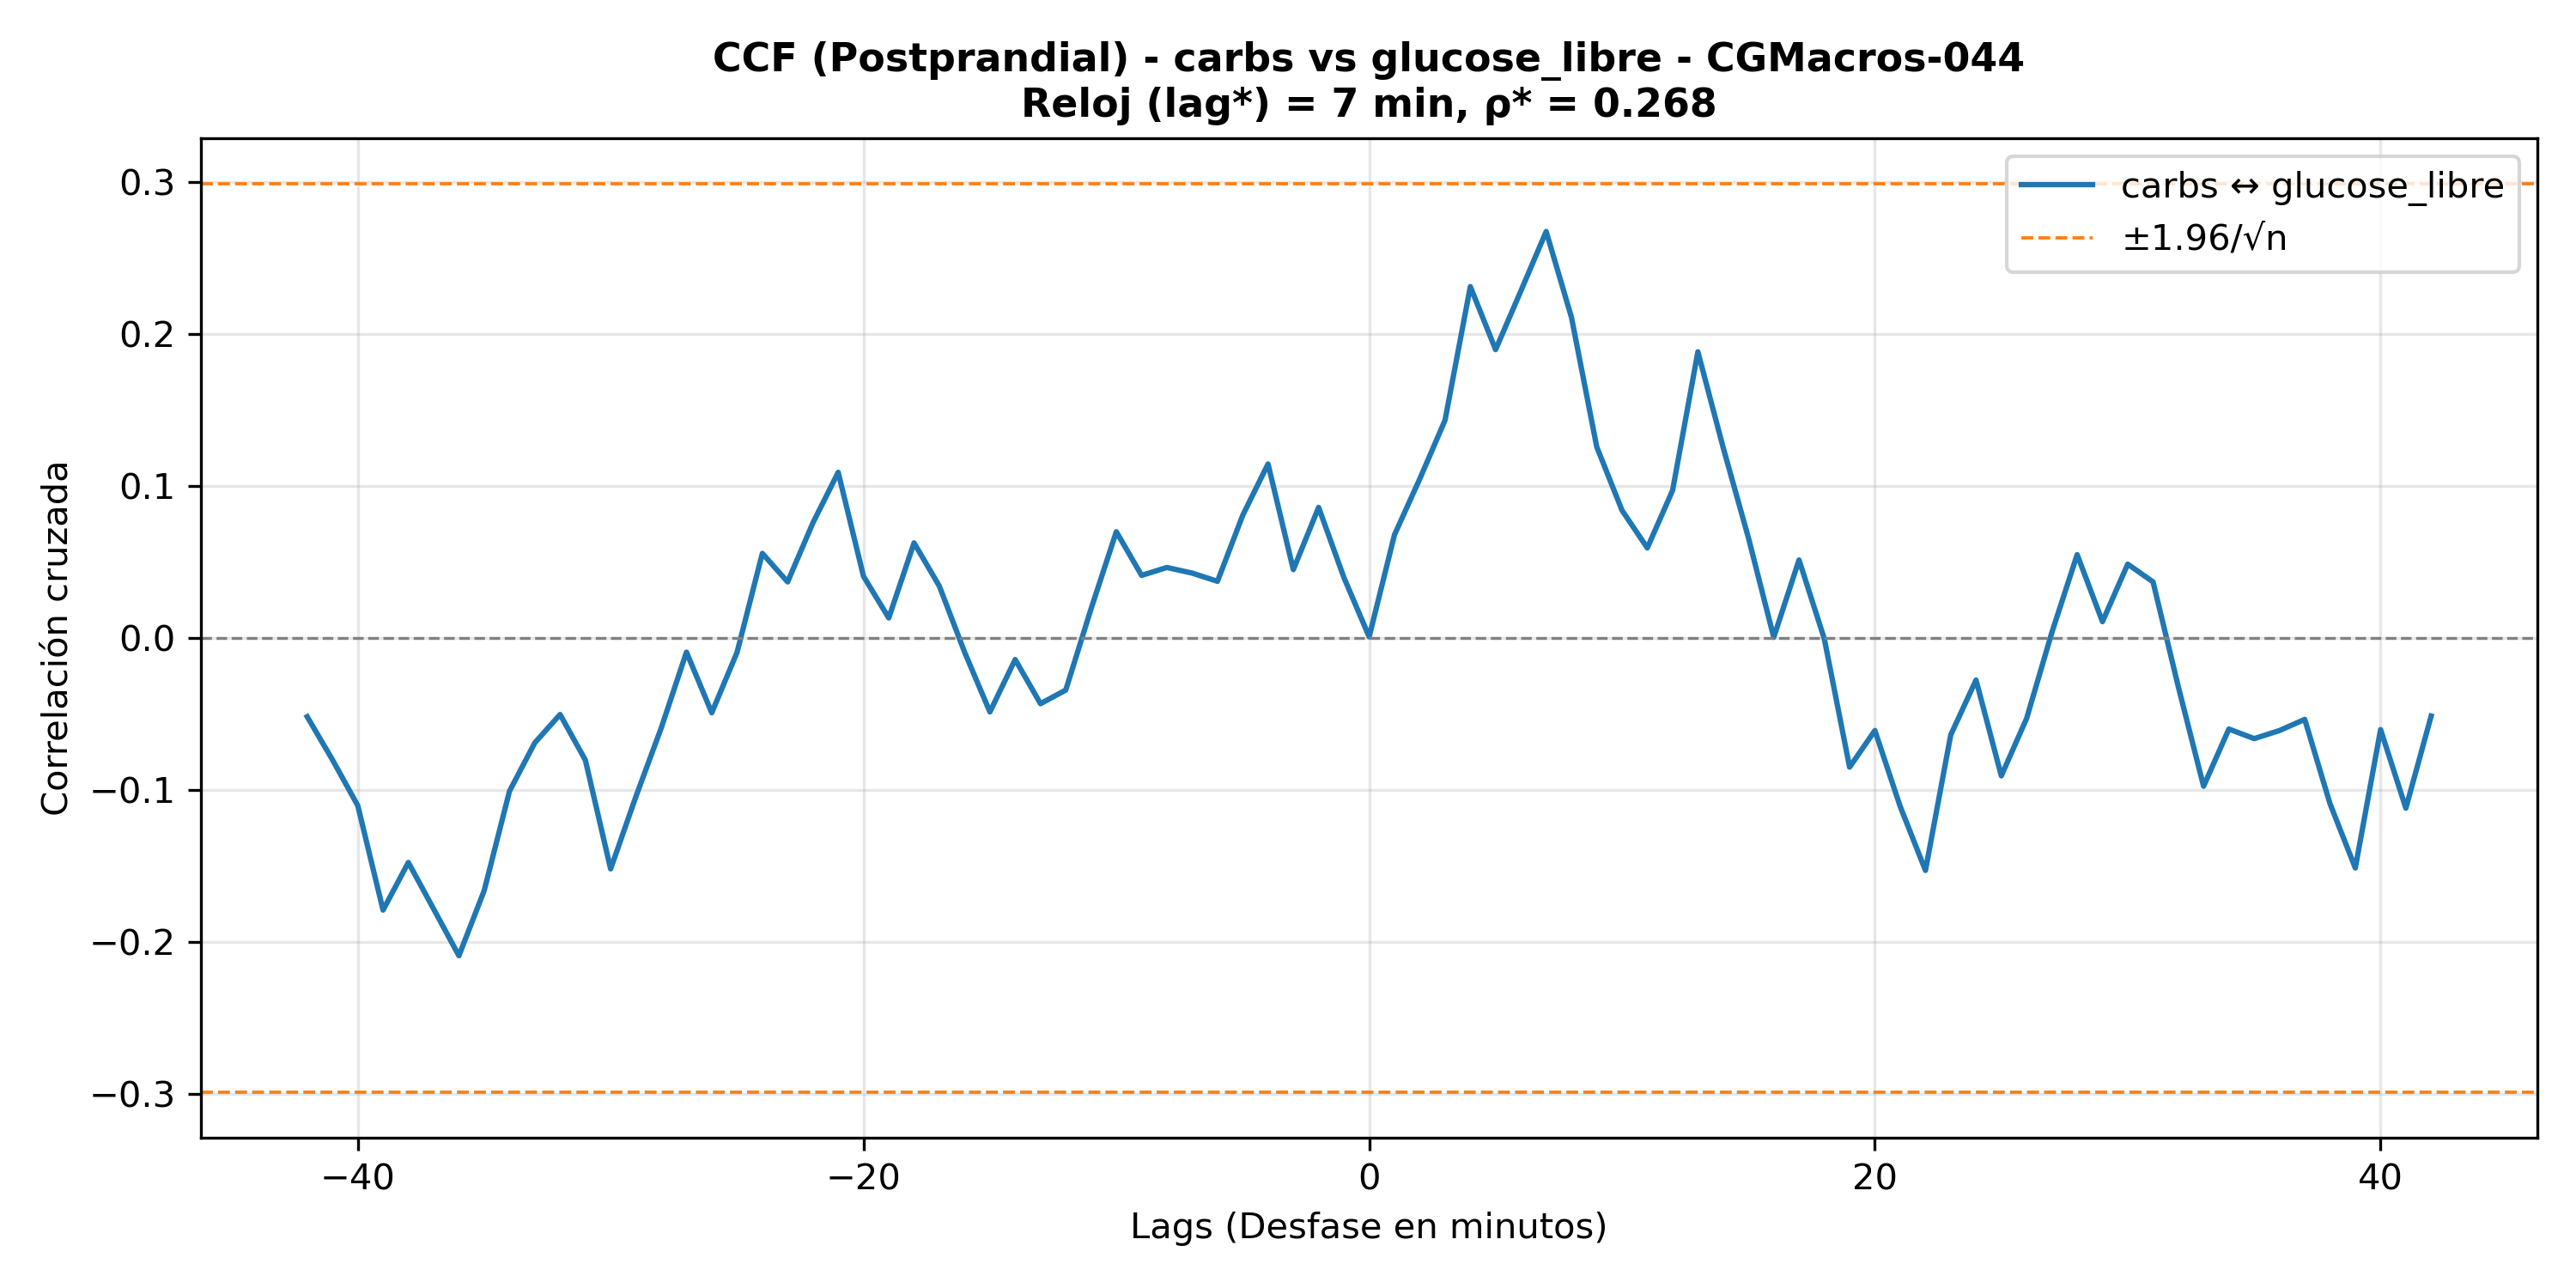 CCF (Postprandial) - carbs vs glucose_libre - CGMacros-044
Reloj (lag*) = 7 min, ρ* = 0.268
carbs ↔ glucose_libre
±1.96/√n
Correlación cruzada
0.3
0.2
0.1
0.0
−0.1
−0.2
−0.3
−40 −20 0 20 40
Lags (Desfase en minutos)